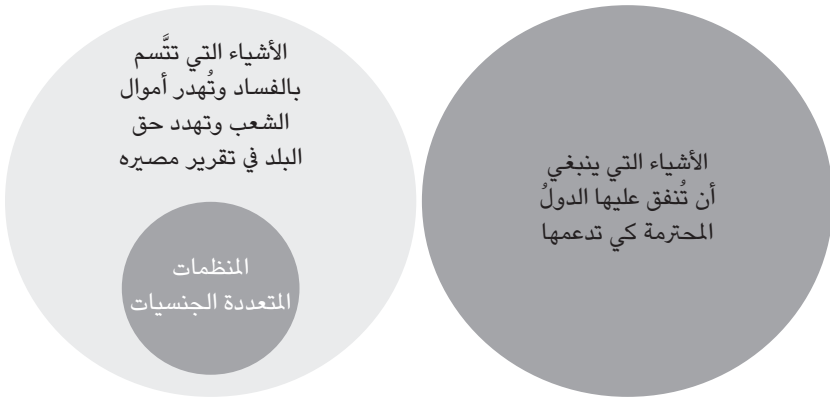 الأشياء التي تتَّسم
بالفساد وتُهدر أموال
الشعب وتهدد حق
البلد في تقرير مصيره
المنظمات
المتعددة الجنسيات
الأشياء التي ينبغي
أن تُنفق عليها الدولُ
المحترمة كي تدعمها